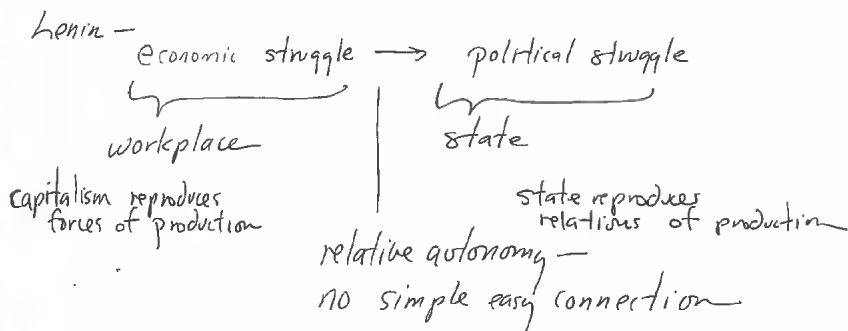 Lenin –
economic struggle → political struggle
workplace state
capitalism reproduces state reproduces
forces of production relations of production
relative autonomy –
no simple easy connection